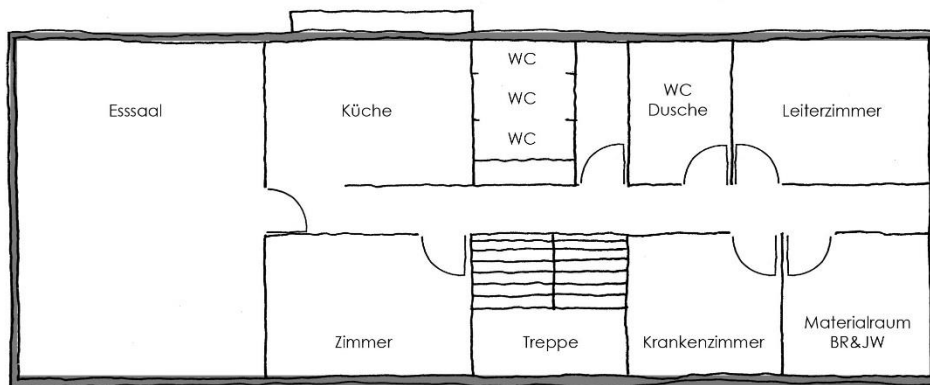 WC
WC
WC
WC
Dusche
Esssaal
Küche
Leiterzimmer
Zimmer
Treppe
Krankenzimmer
Materialraum
BR&JW